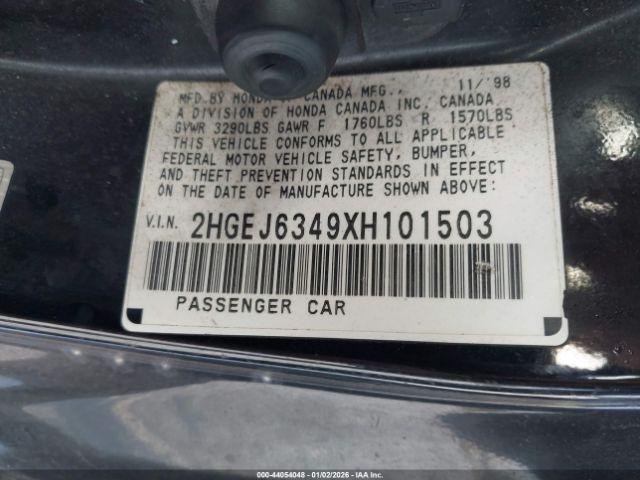 MFD.BY HONDA OF CANADA MFG., 11/'98
A DIVISION OF HONDA CANADA INC. CANADA
GVWR 3290LBS GAWR F 1760LBS R 1570LBS
THIS VEHICLE CONFORMS TO ALL APPLICABLE
FEDERAL MOTOR VEHICLE SAFETY, BUMPER,
AND THEFT PREVENTION STANDARDS IN EFFECT
ON THE DATE OF MANUFACTURE SHOWN ABOVE:
V.I.N. 2HGEJ6349XH101503
PASSENGER CAR
000-44054048 - 01/02/2026 - IAAI.COM